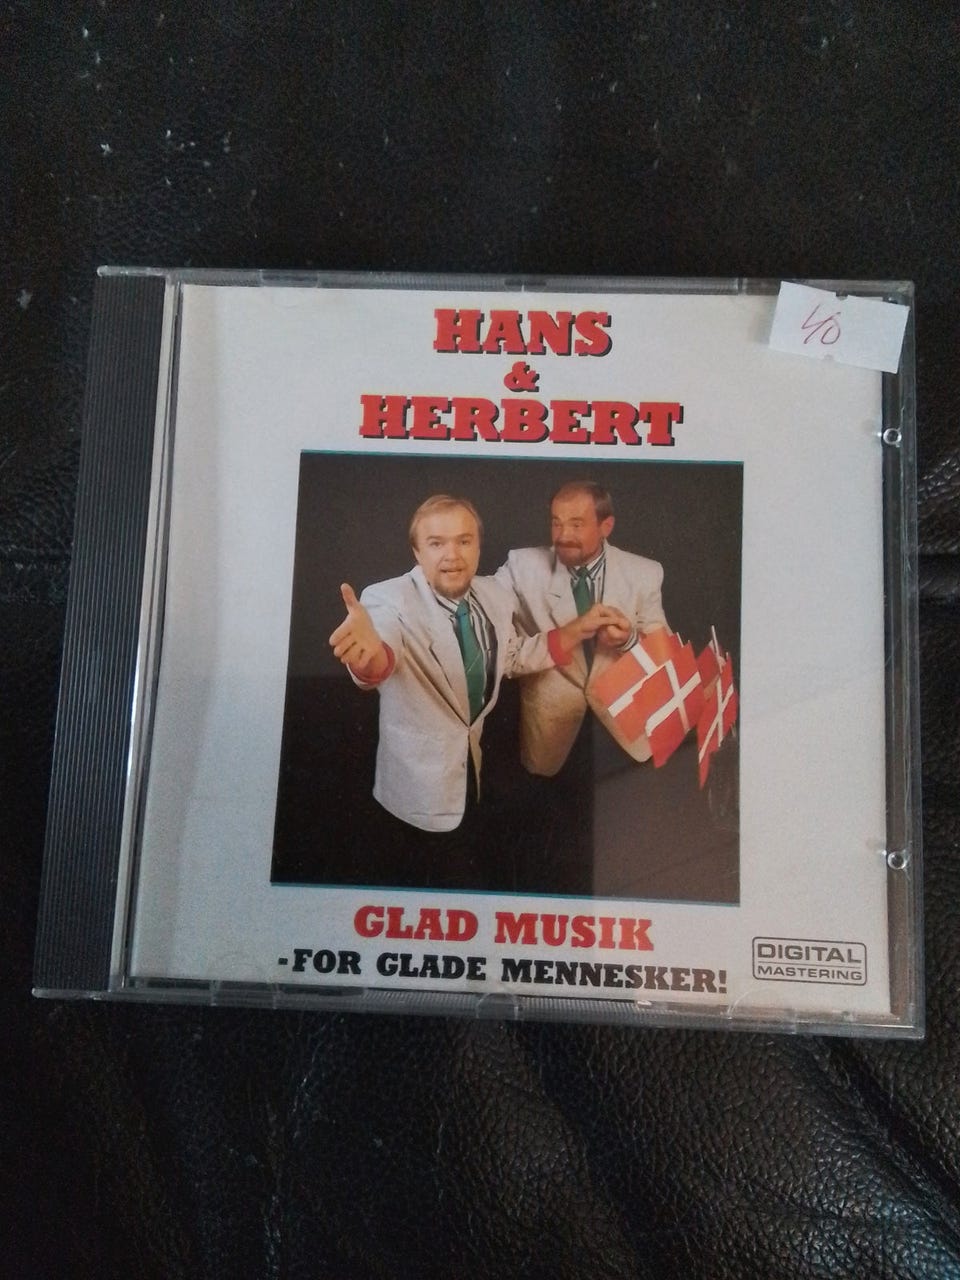 HANS
&
HERBERT
40
GLAD MUSIK
-FOR GLADE MENNESKER!
DIGITAL
MASTERING